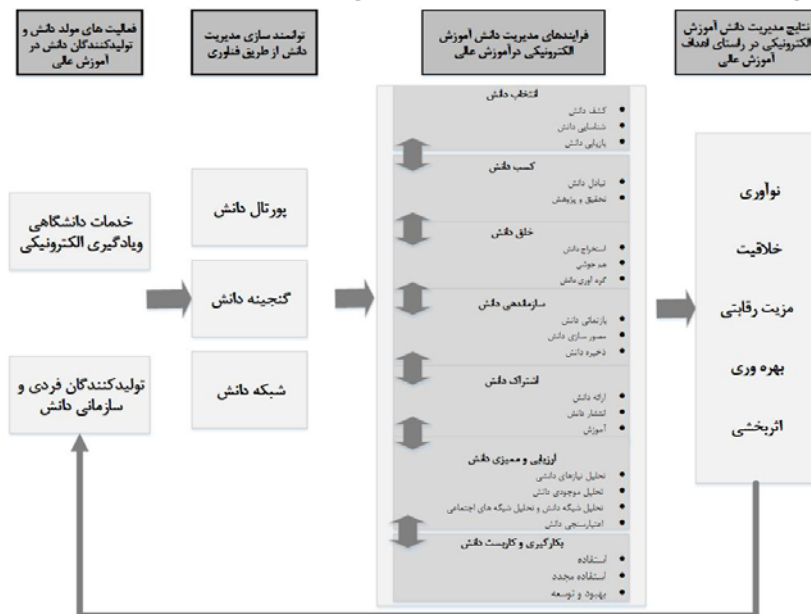 فعالیت های مولد دانش و
تولیدکنندگان دانش در
آموزش عالی
توانمند سازی مدیریت
دانش از طریق فناوری
فرایندهای مدیریت دانش آموزش
الکترونیکی درآموزش عالی
نتایج مدیریت دانش آموزش
الکترونیکی در راستای اهداف
آموزش عالی
خدمات دانشگاهی
ویادگیری الکترونیکی
تولیدکنندگان فردی و
سازمانی دانش
پورتال دانش
گنجینه دانش
شبکه دانش
انتخاب دانش
کشف دانش
شناسایی دانش
بازیابی دانش
کسب دانش
تبادل دانش
تحقیق و پژوهش
خلق دانش
استخراج دانش
هم جوشی
گرد آوری دانش
سازماندهی دانش
بازنمائی دانش
مصور سازی دانش
ذخیره دانش
اشتراک دانش
ارائه دانش
انتشار دانش
آموزش
ارزیابی و ممیزی دانش
تحلیل نیازهای دانشی
تحلیل موجودی دانش
تحلیل شبکه دانش و تحلیل شبکه های اجتماعی
اعتبارسنجی دانش
بکارگیری و کاربست دانش
استفاده
استفاده مجدد
بهبود و توسعه
نوآوری
خلاقیت
مزیت رقابتی
بهره وری
اثربخشی